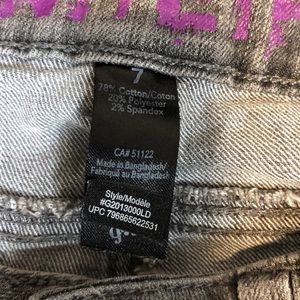 7
78% Cotton/Coton
20% Polyester
2% Spandex
CA# 51122
Made in Bangladesh/
Fabriqué au Bangladesh
Style/Modèle
#G2013000LD
UPC 796865622531